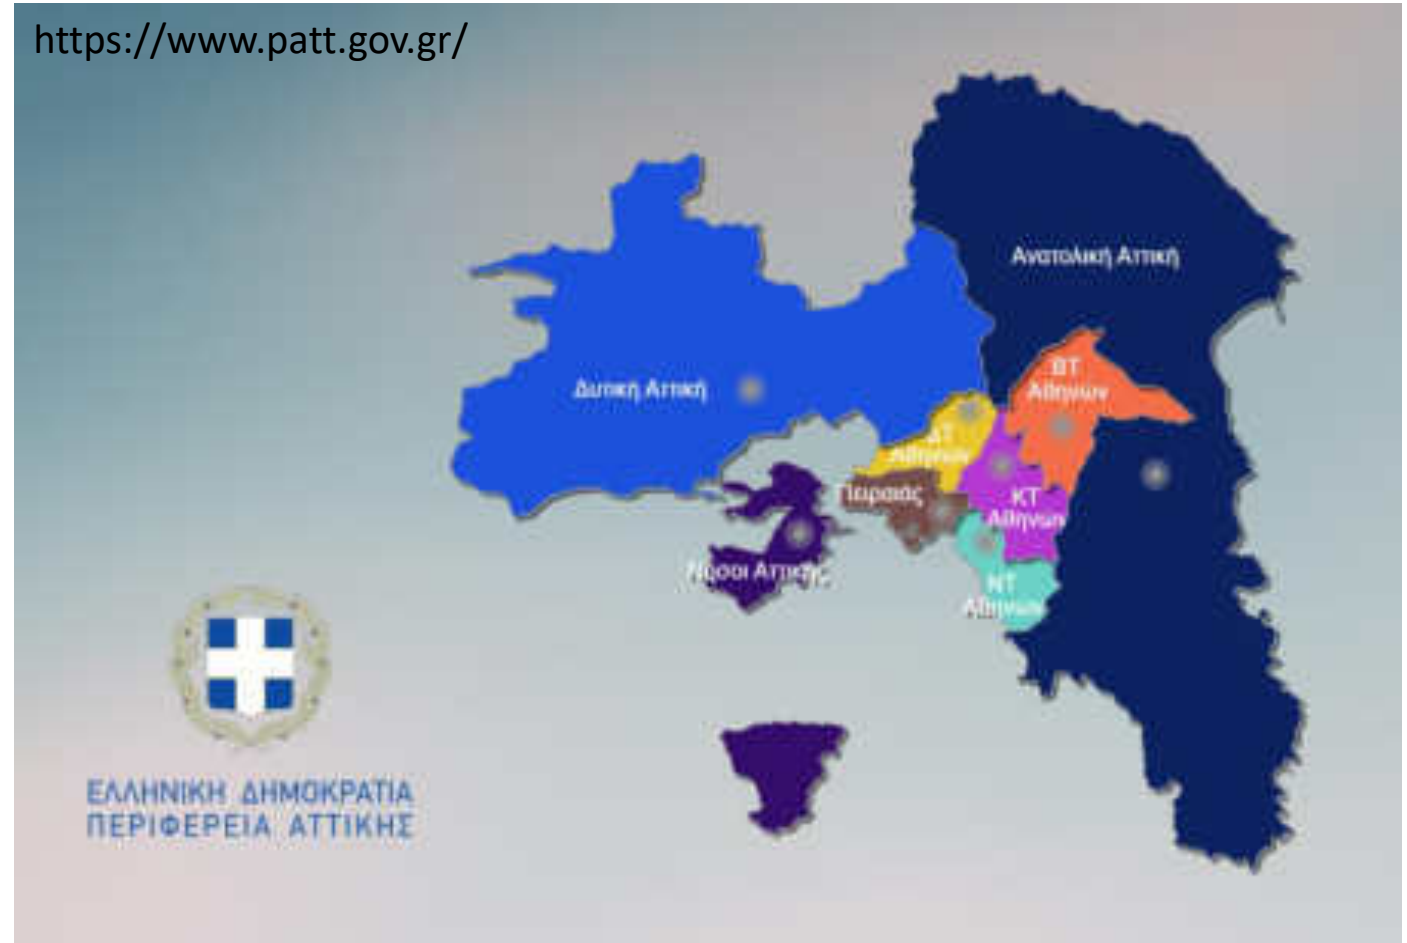 https://www.patt.gov.gr/
Ανατολική Αττική
ΒΤ
Αθηνών
Δυτική Αττική
ΔΤ
Αθηνών
Πειραιάς
ΚΤ
Αθηνών
Νήσοι Αττικής
ΝΤ
Αθηνών
ΕΛΛΗΝΙΚΗ ΔΗΜΟΚΡΑΤΙΑ
ΠΕΡΙΦΕΡΕΙΑ ΑΤΤΙΚΗΣ